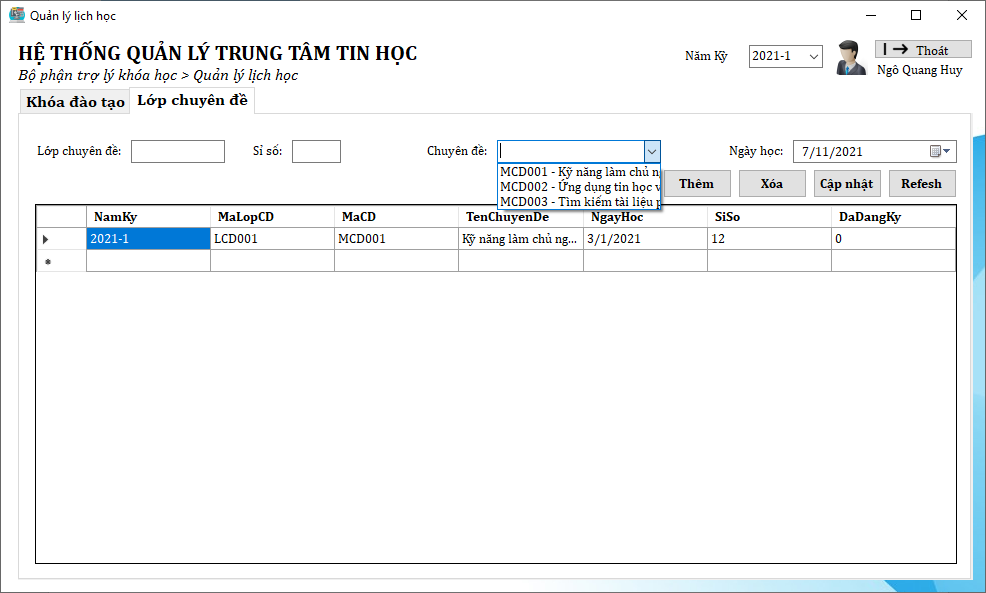 Quản lý lịch học
HỆ THỐNG QUẢN LÝ TRUNG TÂM TIN HỌC
Năm Kỳ 2021-1 Thoát
Bộ phận trợ lý khóa học > Quản lý lịch học
Ngô Quang Huy
Khóa đào tạo Lớp chuyên đề
Lớp chuyên đề: Sỉ số: Chuyên đề: Ngày học: 7/11/2021
MCD001 - Kỹ năng làm chủ
MCD002 - Ứng dụng tin học
MCD003 - Tìm kiếm tài liệu
Thêm Xóa Cập nhật Refesh
NamKy MaLopCD MaCD TenChuyenDe NgayHoc SiSo DaDangKy
2021-1 LCD001 MCD001 Kỹ năng làm chủ ng... 3/1/2021 12 0